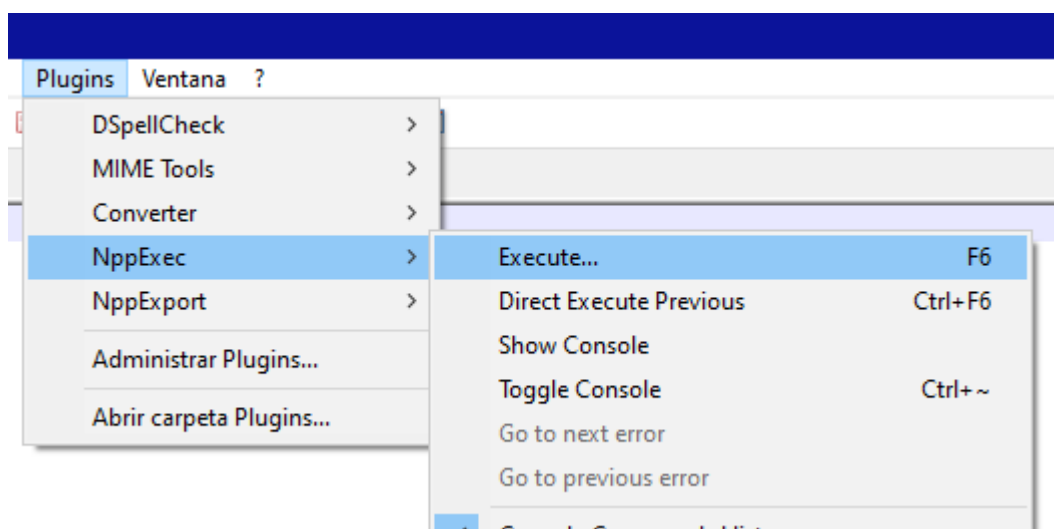 Plugins Ventana ?
DSpellCheck
MIME Tools
Converter
NppExec
NppExport
Administrar Plugins...
Abrir carpeta Plugins...
Execute... F6
Direct Execute Previous Ctrl+F6
Show Console
Toggle Console Ctrl+~
Go to next error
Go to previous error